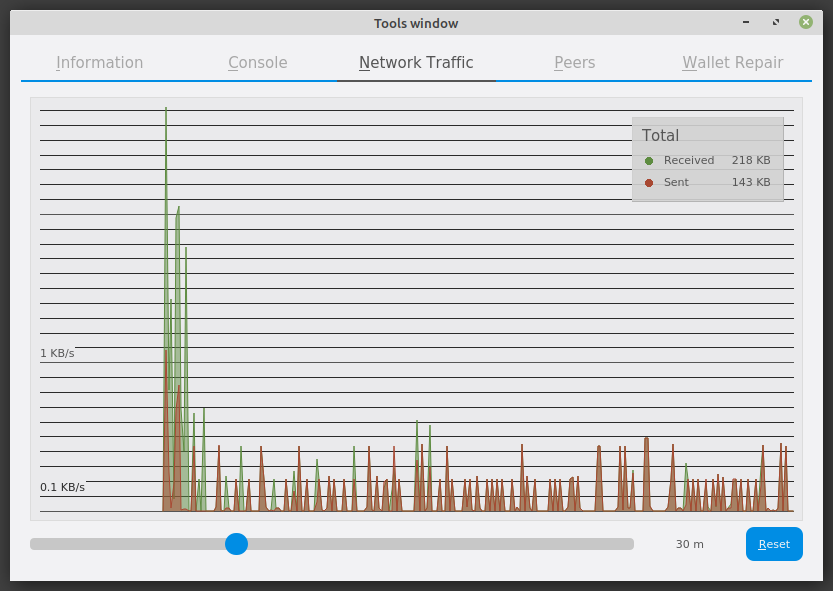 Tools window
Information Console Network Traffic Peers Wallet Repair
Total
Received 218 KB
Sent 143 KB
1 KB/s
0.1 KB/s
30 m Reset